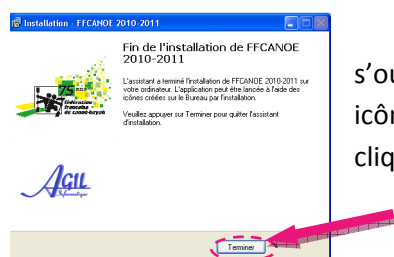 Installation - FFCANOE 2010-2011
Fin de l'installation de FFCANOE
2010-2011
L'assistant a terminé l'installation de FFCANOE 2010-2011 sur
votre ordinateur. L'application peut être lancée à l'aide des
icônes créées sur le Bureau par l'installation.
Veuillez appuyer sur Terminer pour quitter l'assistant
d'installation.
75 ans
fédération
française
de canoë-kayak
AGIL
Informatique
Terminer
s'ou
icôn
cliq